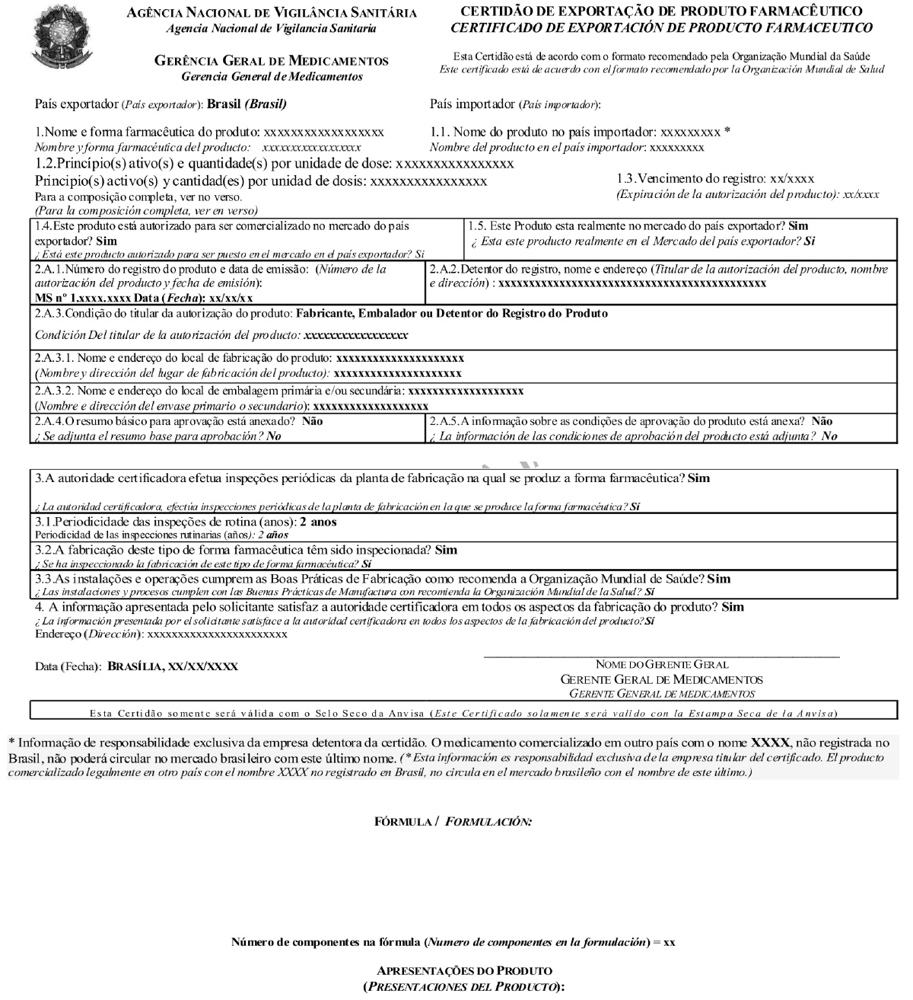 AGÊNCIA NACIONAL DE VIGILÂNCIA SANITÁRIA
Agencia Nacional de Vigilancia Sanitaria
GERÊNCIA GERAL DE MEDICAMENTOS
Gerencia General de Medicamentos
CERTIDÃO DE EXPORTAÇÃO DE PRODUTO FARMACÊUTICO
CERTIFICADO DE EXPORTACIÓN DE PRODUCTO FARMACEUTICO
Esta Certidão está de acordo com o formato recomendado pela Organização Mundial da Saúde
Este certificado está de acuerdo con el formato recomendado por la Organización Mundial de Salud
País exportador (País exportador): Brasil (Brasil)
País importador (País importador):
1.Nome e forma farmacêutica do produto: xxxxxxxxxxxxxxxxxx
Nombre y forma farmacéutica del producto: xxxxxxxxxxxxxxxxxx
1.1. Nome do produto no país importador: xxxxxxxxx *
Nombre del producto en el país importador: xxxxxxxxx
1.2.Princípio(s) ativo(s) e quantidade(s) por unidade de dose: xxxxxxxxxxxxxxxx
Principio(s) activo(s) y cantidad(es) por unidad de dosis: xxxxxxxxxxxxxxxx
Para a composição completa, ver no verso.
(Para la composición completa, ver en verso)
1.3.Vencimento do registro: xx/xxxx
(Expiración de la autorización del producto): xx/xxxx
1.4.Este produto está autorizado para ser comercializado no mercado do país
exportador? Sim
¿ Está este producto autorizado para ser puesto en el mercado en el país exportador? Si
1.5. Este Produto esta realmente no mercado do país exportador? Sim
¿ Esta este producto realmente en el Mercado del país exportador? Si
2.A.1.Número do registro do produto e data de emissão: (Número de la
autorización del producto y fecha de emisión):
MS nº 1.xxxx.xxxx Data (Fecha): xx/xx/xx
2.A.2.Detentor do registro, nome e endereço (Titular de la autorización del producto, nombre
e dirección) : xxxxxxxxxxxxxxxxxxxxxxxxxxxxxxxxxxxxxxxxxxxx
2.A.3.Condição do titular da autorização do produto: Fabricante, Embalador ou Detentor do Registro do Produto
Condición Del titular de la autorización del producto: xxxxxxxxxxxxxxxxx
2.A.3.1. Nome e endereço do local de fabricação do produto: xxxxxxxxxxxxxxxxxxxxx
(Nombre y dirección del lugar de fabricación del producto): xxxxxxxxxxxxxxxxxxxxx
2.A.3.2. Nome e endereço do local de embalagem primária e/ou secundária: xxxxxxxxxxxxxxxxxxx
(Nombre e dirección del envase primario o secundario): xxxxxxxxxxxxxxxxxxx
2.A.4.O resumo básico para aprovação está anexado? Não
¿ Se adjunta el resumo base para aprobación? No
2.A.5.A informação sobre as condições de aprovação do produto está anexa? Não
¿ La información de las condiciones de aprobación del producto está adjunta? No
3.A autoridade certificadora efetua inspeções periódicas da planta de fabricação na qual se produz a forma farmacêutica? Sim
¿ La autoridad certificadora, efectúa inspecciones periódicas de la planta de fabricación en la que se produce la forma farmacéutica? Sí
3.1.Periodicidade das inspeções de rotina (anos): 2 anos
Periodicidad de las inspecciones rutinarias (años): 2 años
3.2.A fabricação deste tipo de forma farmacêutica têm sido inspecionada? Sim
¿ Se ha inspeccionado la fabricación de este tipo de forma farmacéutica? Sí
3.3.As instalações e operações cumprem as Boas Práticas de Fabricação como recomenda a Organização Mundial de Saúde? Sim
¿ Las instalaciones y procesos cumplen con las Buenas Prácticas de Manufactura con recomienda la Organización Mundial de la Salud? Sí
4. A informação apresentada pelo solicitante satisfaz a autoridade certificadora em todos os aspectos da fabricação do produto? Sim
¿ La información presentada por el solicitante satisface a la autoridad certificadora en todos los aspectos de la fabricación del producto? Sí
Endereço (Dirección): xxxxxxxxxxxxxxxxxxxxxxx
Data (Fecha): BRASÍLIA, XX/XX/XXXX
NOME DO GERENTE GERAL
GERENTE GERAL DE MEDICAMENTOS
GERENTE GENERAL DE MEDICAMENTOS
Esta Certidão somente será válida com o Selo Seco da Anvisa (Este Certificado solamente será valido con la Estampa Seca de la Anvisa)
* Informação de responsabilidade exclusiva da empresa detentora da certidão. O medicamento comercializado em outro país com o nome XXXX, não registrada no
Brasil, não poderá circular no mercado brasileiro com este último nome. (* Esta información es responsabilidad exclusiva de la empresa titular del certificado. El producto
comercializado legalmente en otro país con el nombre XXXX no registrado en Brasil, no circula en el mercado brasileño con el nombre de este último.)
FÓRMULA / FORMULACIÓN:
Número de componentes na fórmula (Numero de componentes en la formulación) = xx
APRESENTAÇÕES DO PRODUTO
(PRESENTACIONES DEL PRODUCTO):